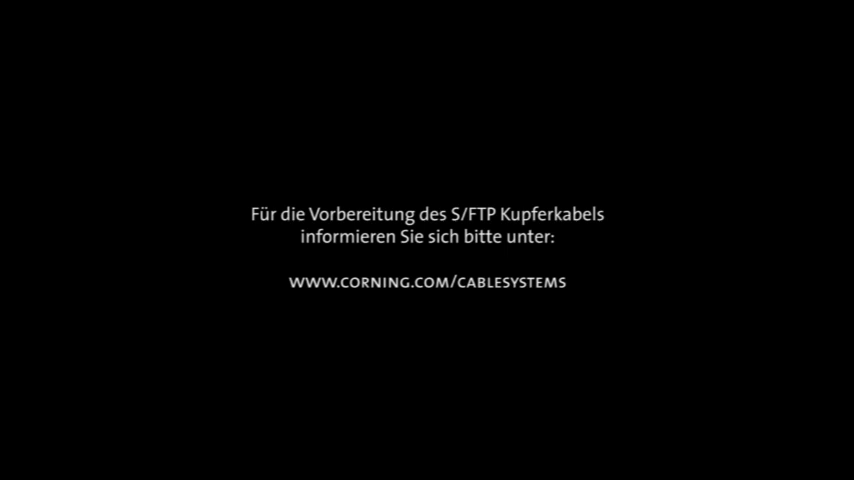 Für die Vorbereitung des S/FTP Kupferkabels
informieren Sie sich bitte unter:
WWW.CORNING.COM/CABLESYSTEMS